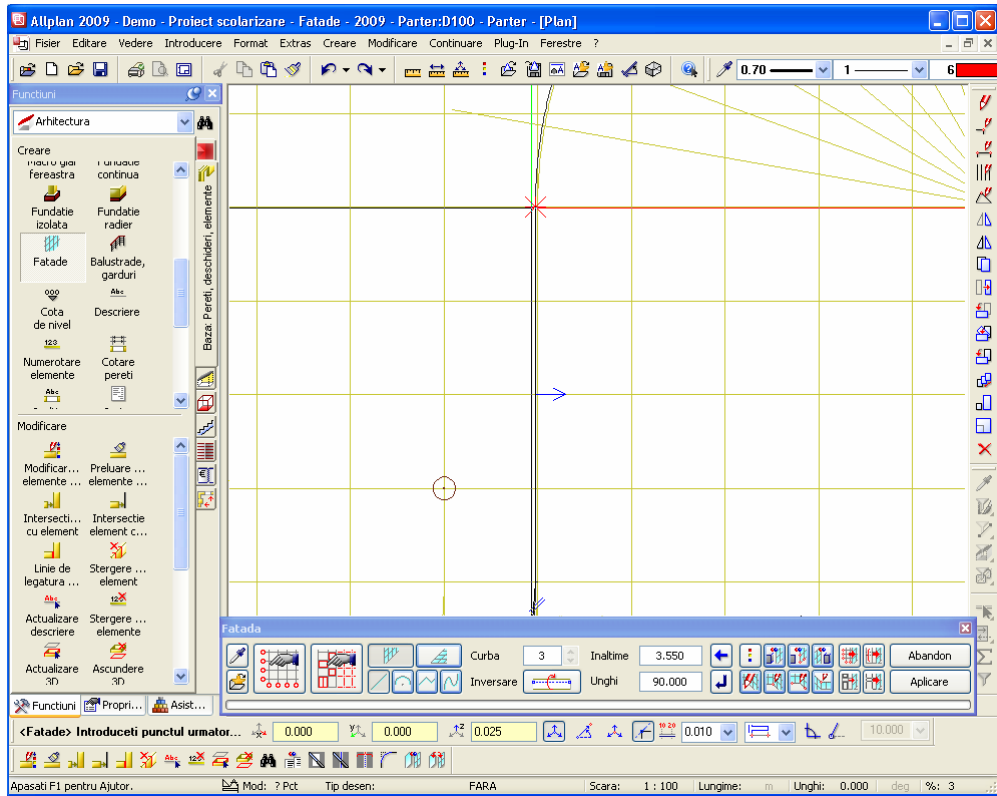 Allplan 2009 - Demo - Proiect scolarizare - Fatade - 2009 - Parter:D100 - Parter - [Plan]
Fisier Editare Vedere Introducere Format Extras Creare Modificare Continuare Plug-In Ferestre ?
0.70 1 6
Functiuni
Arhitectura
Creare
fereastra continua
Fundatie Fundatie
izolata radier
Fatade Balustrade,
garduri
Cota Descriere
de nivel
Numerotare Cotare
elemente pereti
Baza: Pereti, deschideri, elemente
Modificare
Modificar... Preluare ...
elemente ... elemente ...
Intersecti... Intersectie
cu element element c...
Linie de Stergere ...
legatura ... element
Actualizare Stergere ...
descriere elemente
Actualizare Ascundere
3D 3D
Functiuni Propri... Asist...
Fatada
Curba 3 Inaltime 3.550 Abandon
Inversare Unghi 90.000 Aplicare
<Fatade> Introduceti punctul urmator... 0.000 0.000 0.025 0.010 10.000
Apasati F1 pentru Ajutor. Mod: ? Pct Tip desen: FARA Scara: 1 : 100 Lungime: m Unghi: 0.000 deg %: 3